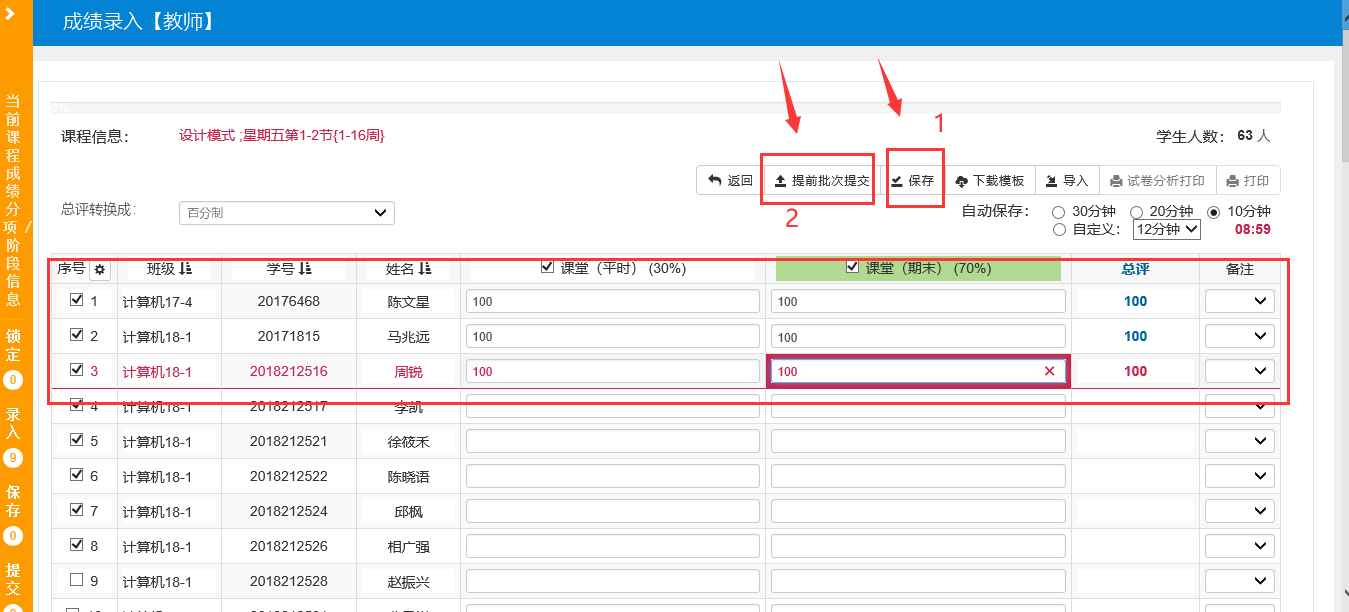 成绩录入【教师】
课程信息： 设计模式 ;星期五第1-2节{1-16周} 学生人数： 63 人
1
返回 提前批次提交 保存 下载模板 导入 试卷分析打印 打印
2
总评转换成： 百分制 自动保存： 30分钟 20分钟 10分钟
自定义： 12分钟 08:59
序号 班级 学号 姓名 课堂（平时） (30%) 课堂（期末） (70%) 总评 备注
1 计算机17-4 20176468 陈文星 100 100 100
2 计算机18-1 20171815 马兆远 100 100 100
3 计算机18-1 2018212516 周锐 100 100 100
4 计算机18-1 2018212517 李凯
5 计算机18-1 2018212521 徐筱禾
6 计算机18-1 2018212522 陈晓语
7 计算机18-1 2018212524 邱枫
8 计算机18-1 2018212526 相广强
9 计算机18-1 2018212528 赵振兴
当前课程成绩分项/阶段信息
锁定 0
录入 9
保存 0
提交